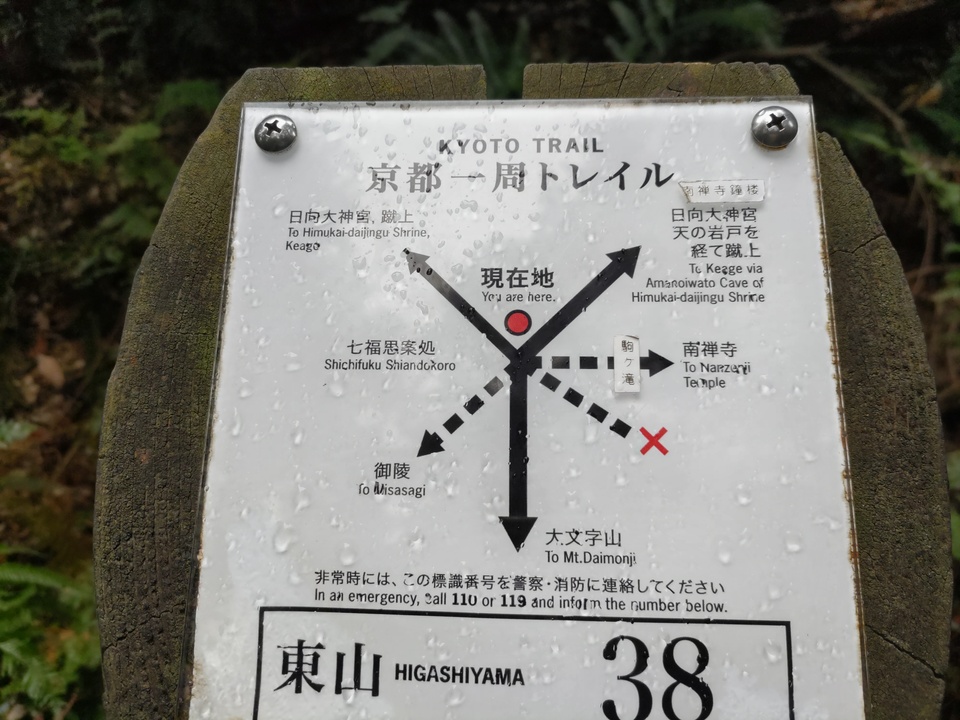 KYOTO TRAIL
京都一周トレイル
南禅寺鐘楼
日向大神宮, 蹴上
To Himukai-daijingu Shrine,
Keage
日向大神宮
天の岩戸を
経て蹴上
To Keage via
Amanoiwato Cave of
Himukai-daijingu Shrine
現在地
You are here.
七福思案処
Shichifuku Shiandokoro
駒ヶ滝
南禅寺
To Nanzenji
Temple
御陵
To Misasagi
大文字山
To Mt.Daimonji
非常時には、この標識番号を警察・消防に連絡してください
In an emergency, call 110 or 119 and inform the number below.
東山 HIGASHIYAMA 38